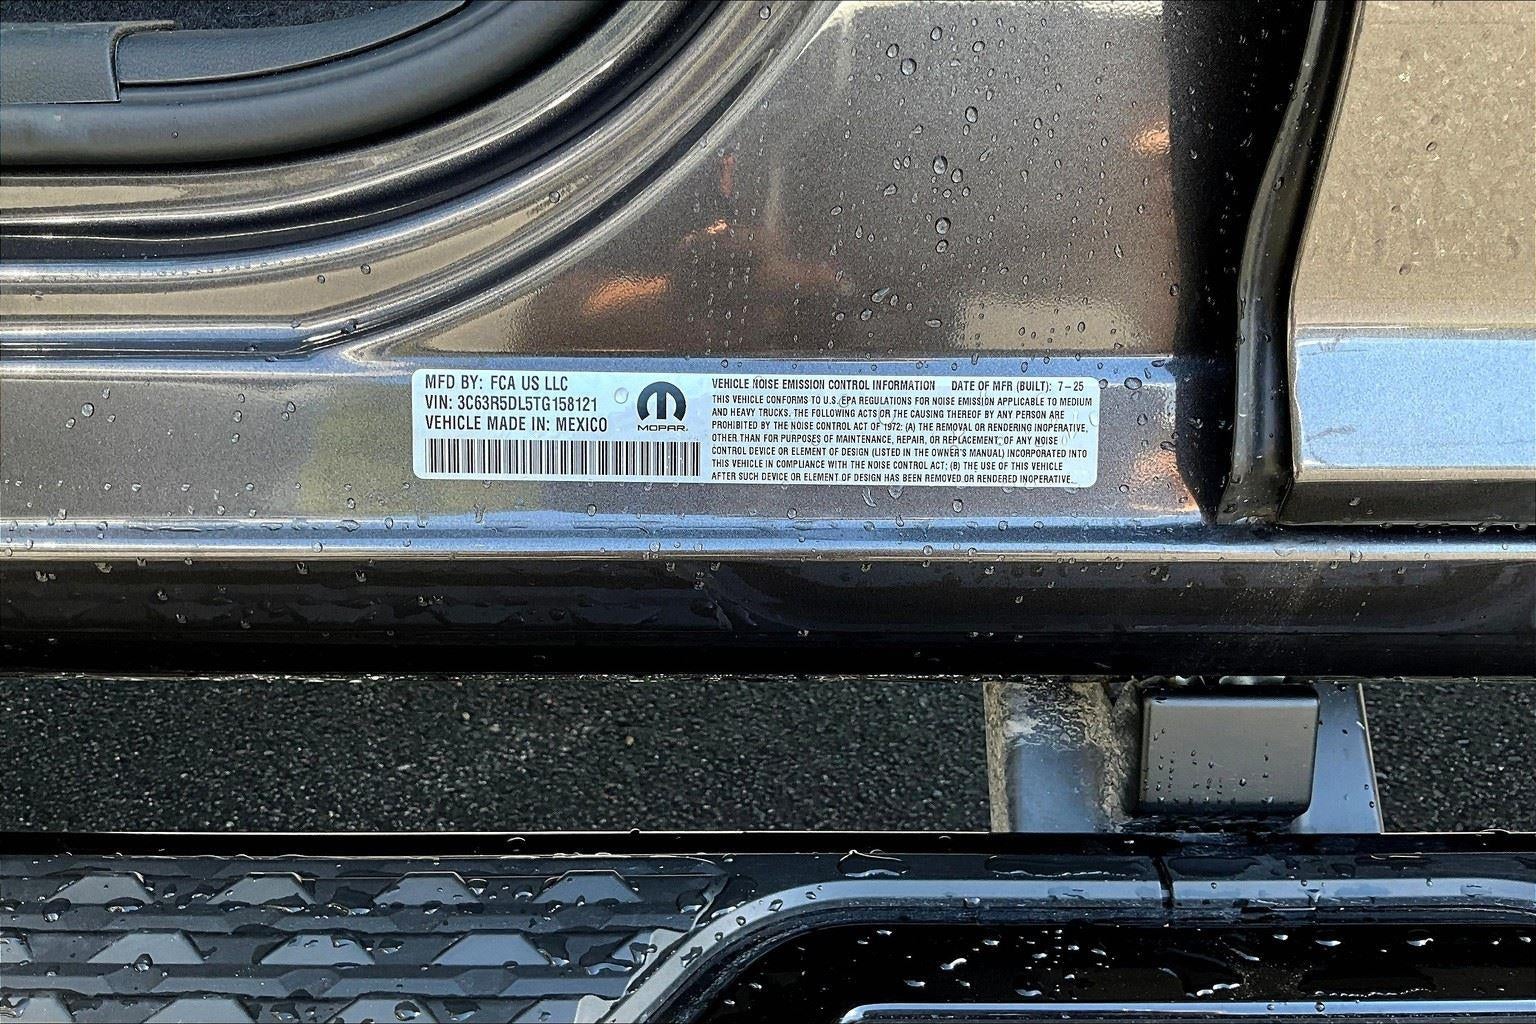 MFD BY: FCA US LLC
VIN: 3C63R5DL5TG158121
VEHICLE MADE IN: MEXICO
MOPAR
VEHICLE NOISE EMISSION CONTROL INFORMATION DATE OF MFR (BUILT): 7-25
THIS VEHICLE CONFORMS TO U.S. EPA REGULATIONS FOR NOISE EMISSION APPLICABLE TO MEDIUM
AND HEAVY TRUCKS. THE FOLLOWING ACTS OR THE CAUSING THEREOF BY ANY PERSON ARE
PROHIBITED BY THE NOISE CONTROL ACT OF 1972: (A) THE REMOVAL OR RENDERING INOPERATIVE,
OTHER THAN FOR PURPOSES OF MAINTENANCE, REPAIR, OR REPLACEMENT, OF ANY NOISE
CONTROL DEVICE OR ELEMENT OF DESIGN (LISTED IN THE OWNER'S MANUAL) INCORPORATED INTO
THIS VEHICLE IN COMPLIANCE WITH THE NOISE CONTROL ACT; (B) THE USE OF THIS VEHICLE
AFTER SUCH DEVICE OR ELEMENT OF DESIGN HAS BEEN REMOVED OR RENDERED INOPERATIVE.